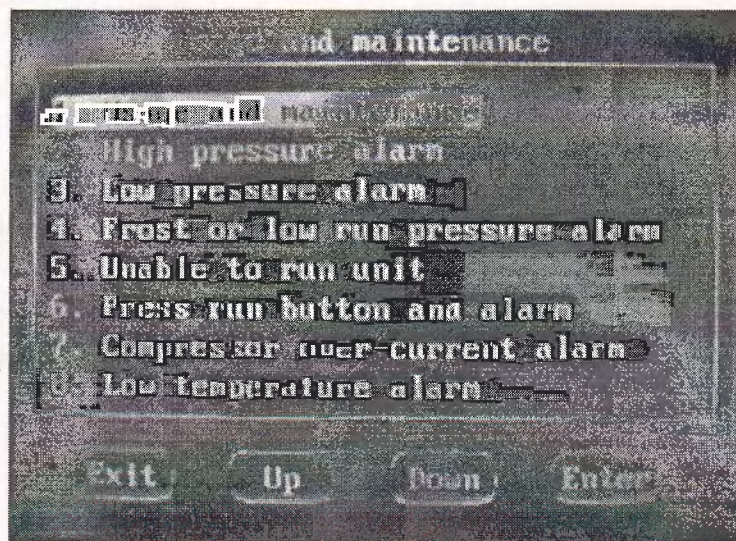 and maintenance
and
High pressure alarm
3. Low pressure alarm
4. Frost or low run pressure alarm
5. Unable to run unit
6. Press run button and alarm
7. Compressor over-current alarm
8. Low temperature alarm
Exit Up Down Enter